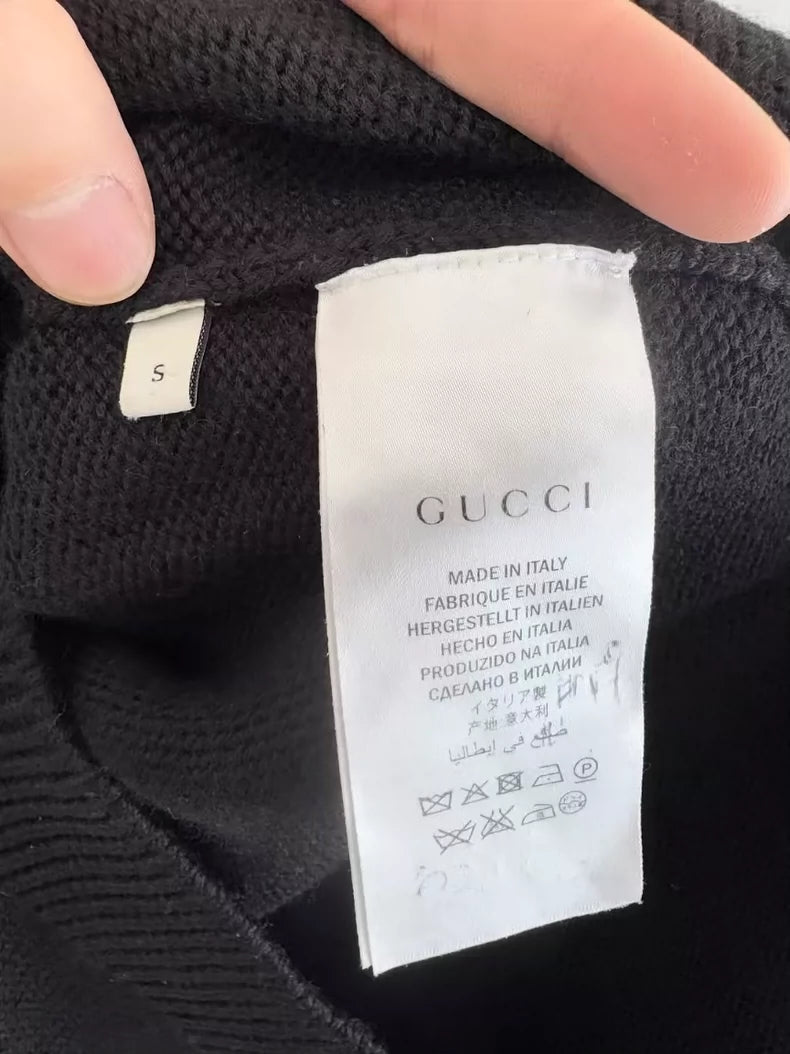 S
GUCCI
MADE IN ITALY
FABRIQUE EN ITALIE
HERGESTELLT IN ITALIEN
HECHO EN ITALIA
PRODUZIDO NA ITALIA
СДЕЛАНО В ИТАЛИИ
イタリア製
产地 意大利
صنع في إيطاليا
P